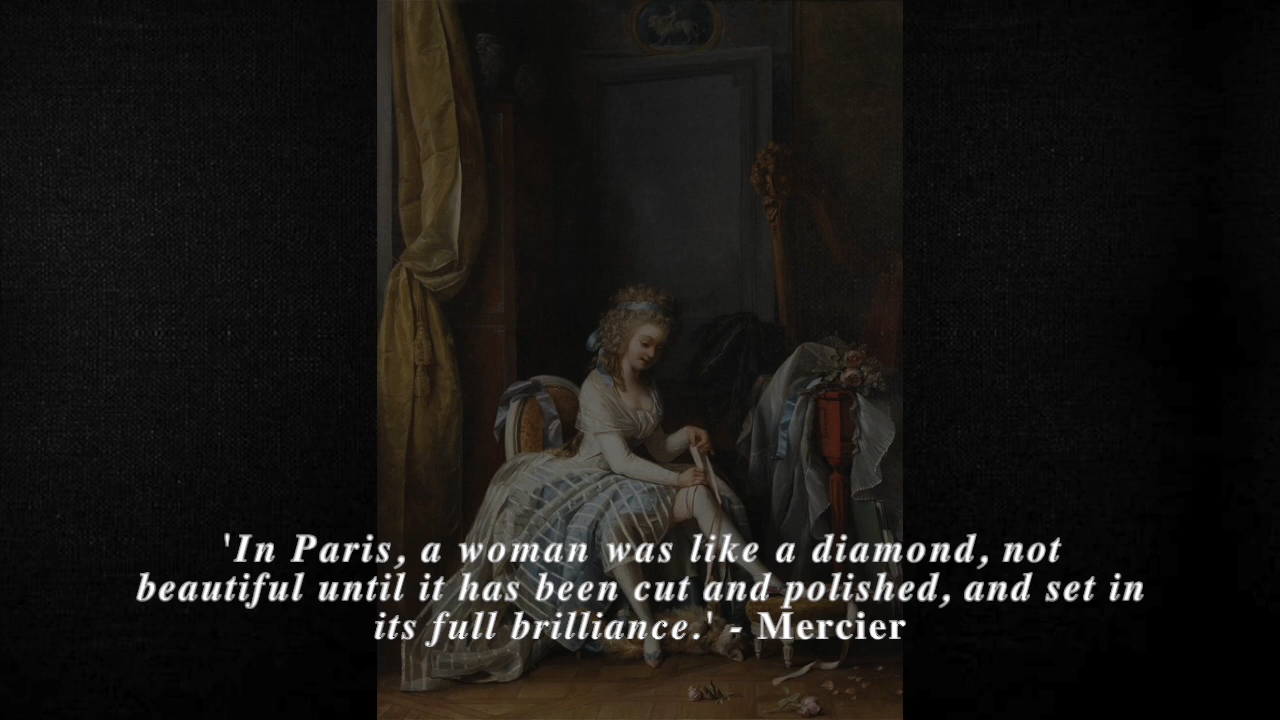 'In Paris, a woman was like a diamond, not
beautiful until it has been cut and polished, and set in
its full brilliance.' - Mercier